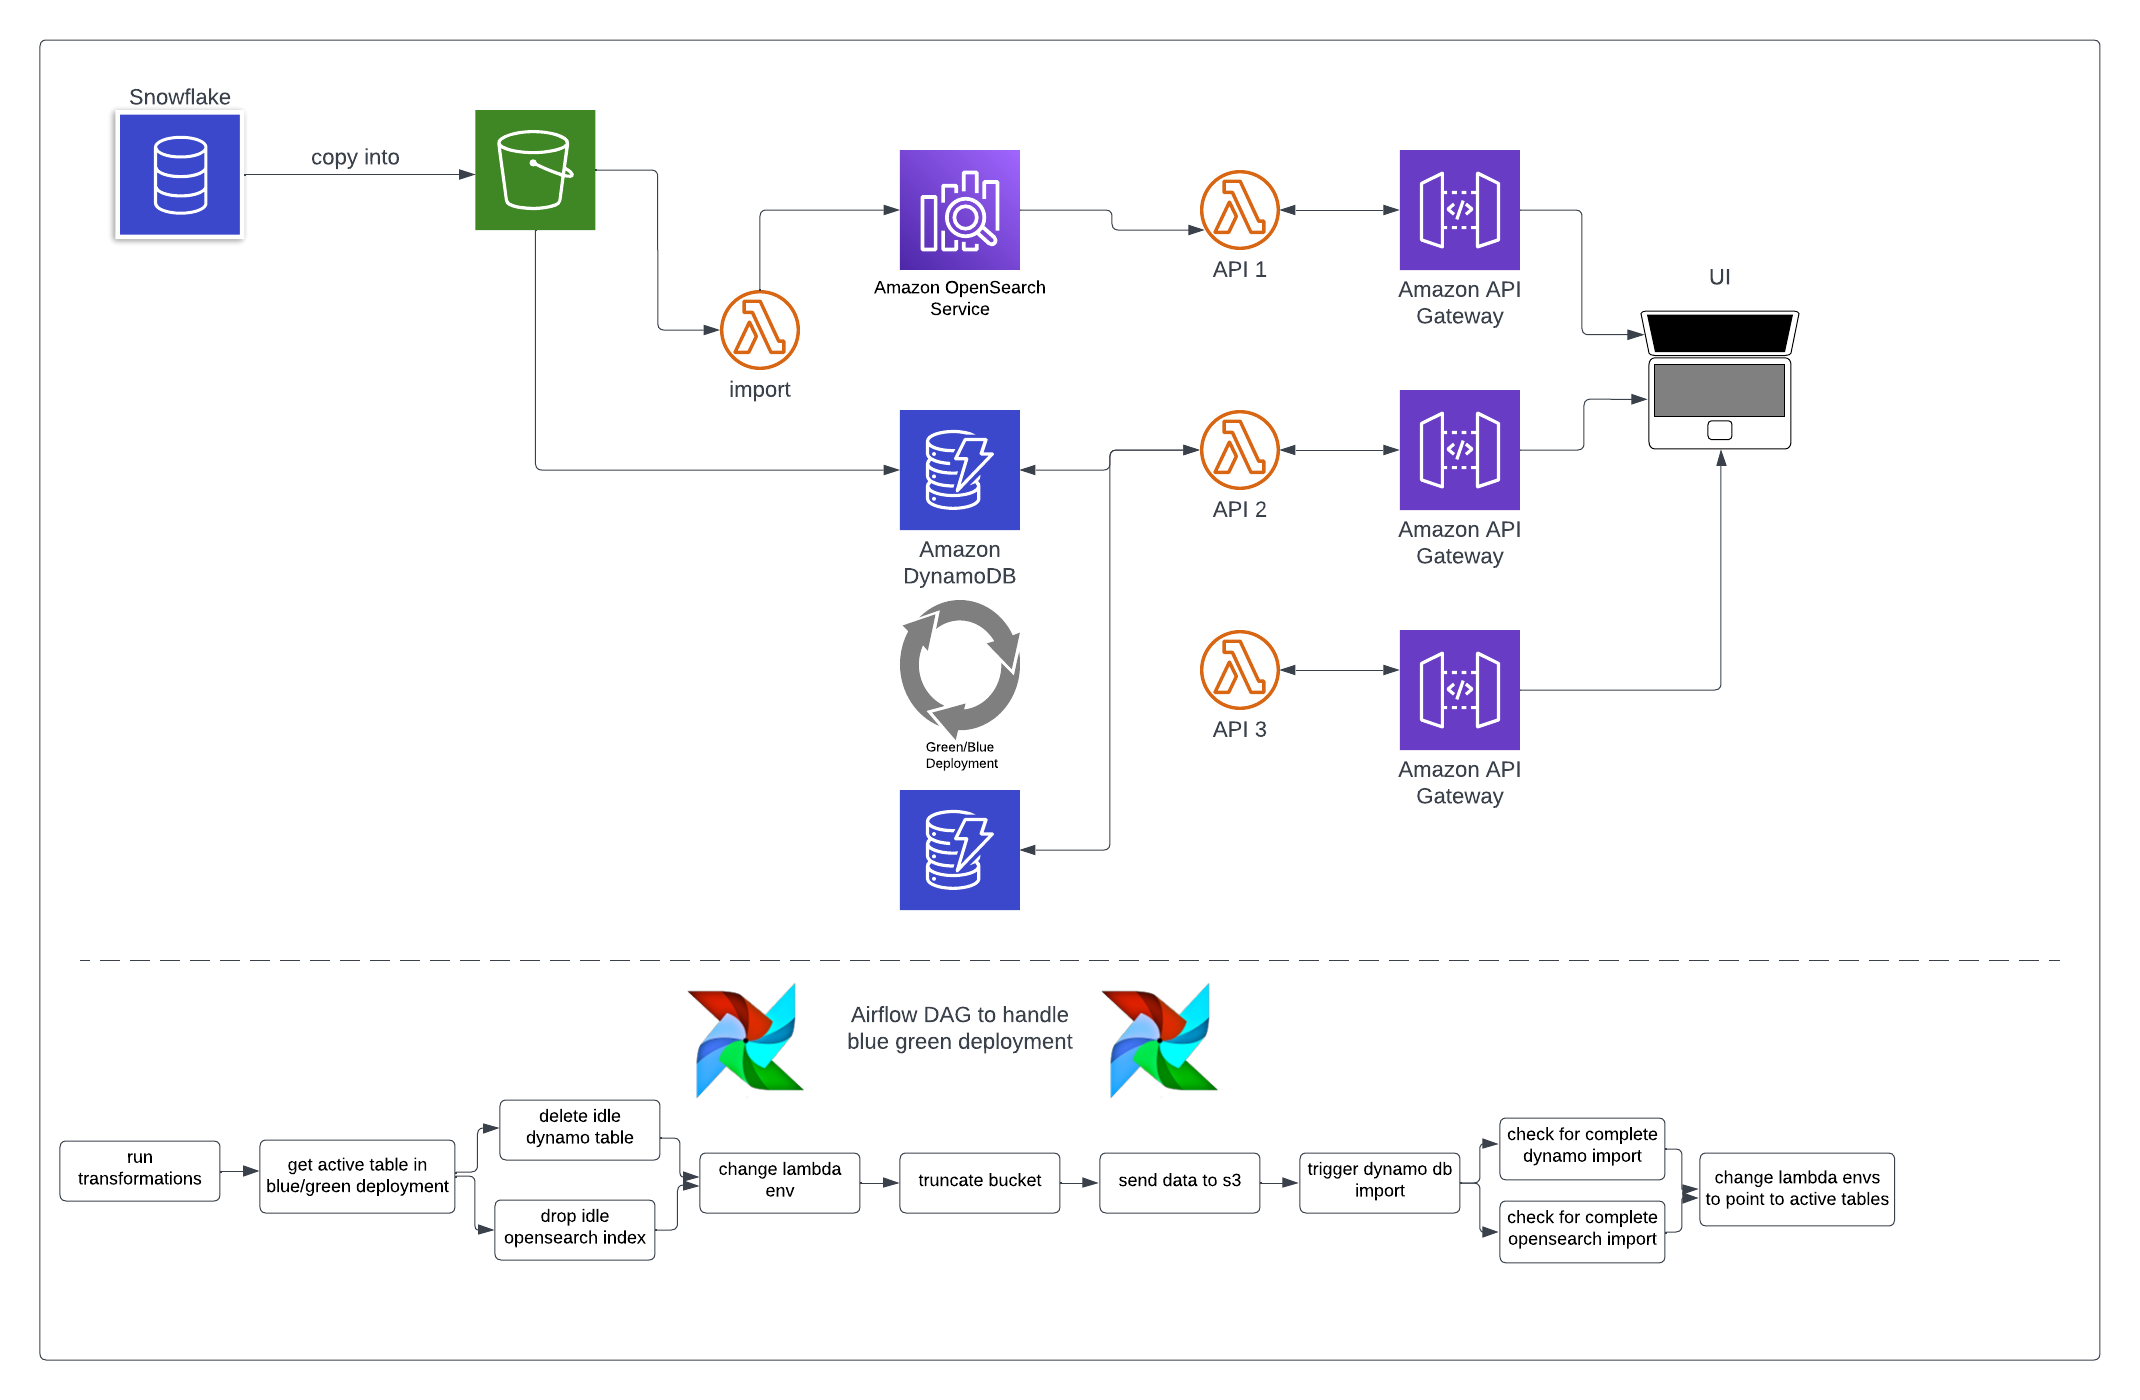 Snowflake
copy into
import
Amazon OpenSearch
Service
API 1
Amazon API
Gateway
UI
Amazon
DynamoDB
API 2
Amazon API
Gateway
Green/Blue
Deployment
API 3
Amazon API
Gateway
Airflow DAG to handle
blue green deployment
run
transformations
get active table in
blue/green deployment
delete idle
dynamo table
drop idle
opensearch index
change lambda
env
truncate bucket
send data to s3
trigger dynamo db
import
check for complete
dynamo import
check for complete
opensearch import
change lambda envs
to point to active tables